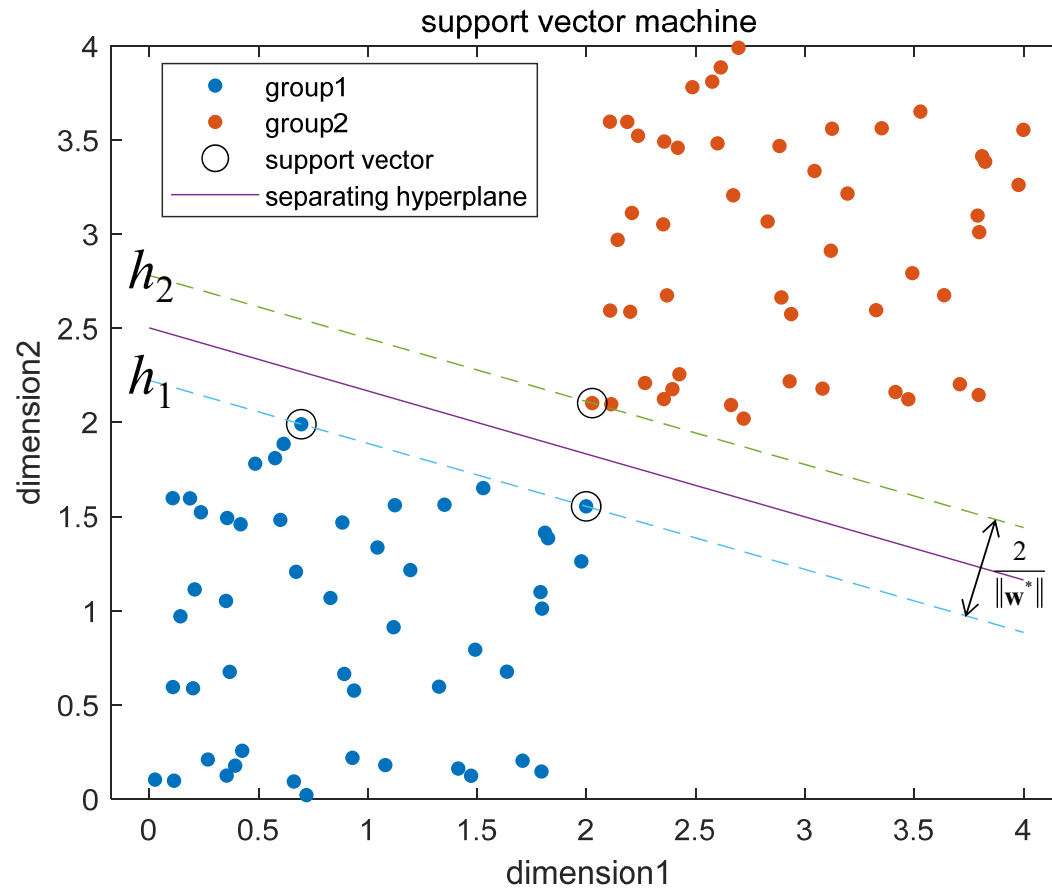 support vector machine
group1
group2
support vector
separating hyperplane
4
3.5
3
2.5
2
1.5
1
0.5
0
dimension2
h₂
h₁
2
‖w*‖
0 0.5 1 1.5 2 2.5 3 3.5 4
dimension1